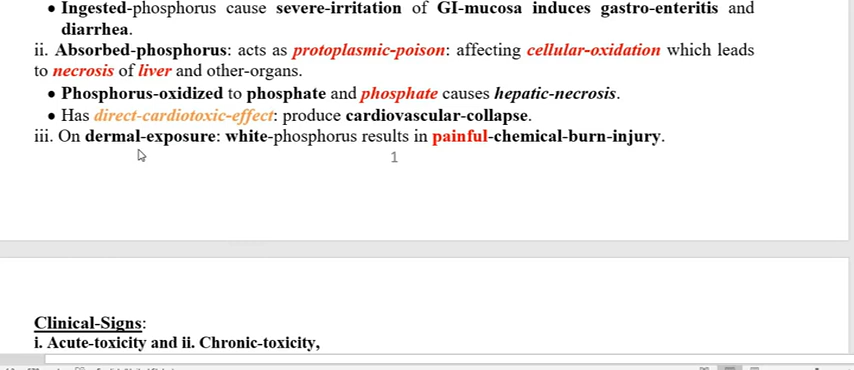 • Ingested-phosphorus cause severe-irritation of GI-mucosa induces gastro-enteritis and
diarrhea.
ii. Absorbed-phosphorus: acts as protoplasmic-poison: affecting cellular-oxidation which leads
to necrosis of liver and other-organs.
• Phosphorus-oxidized to phosphate and phosphate causes hepatic-necrosis.
• Has direct-cardiotoxic-effect: produce cardiovascular-collapse.
iii. On dermal-exposure: white-phosphorus results in painful-chemical-burn-injury.
1
Clinical-Signs:
i. Acute-toxicity and ii. Chronic-toxicity,